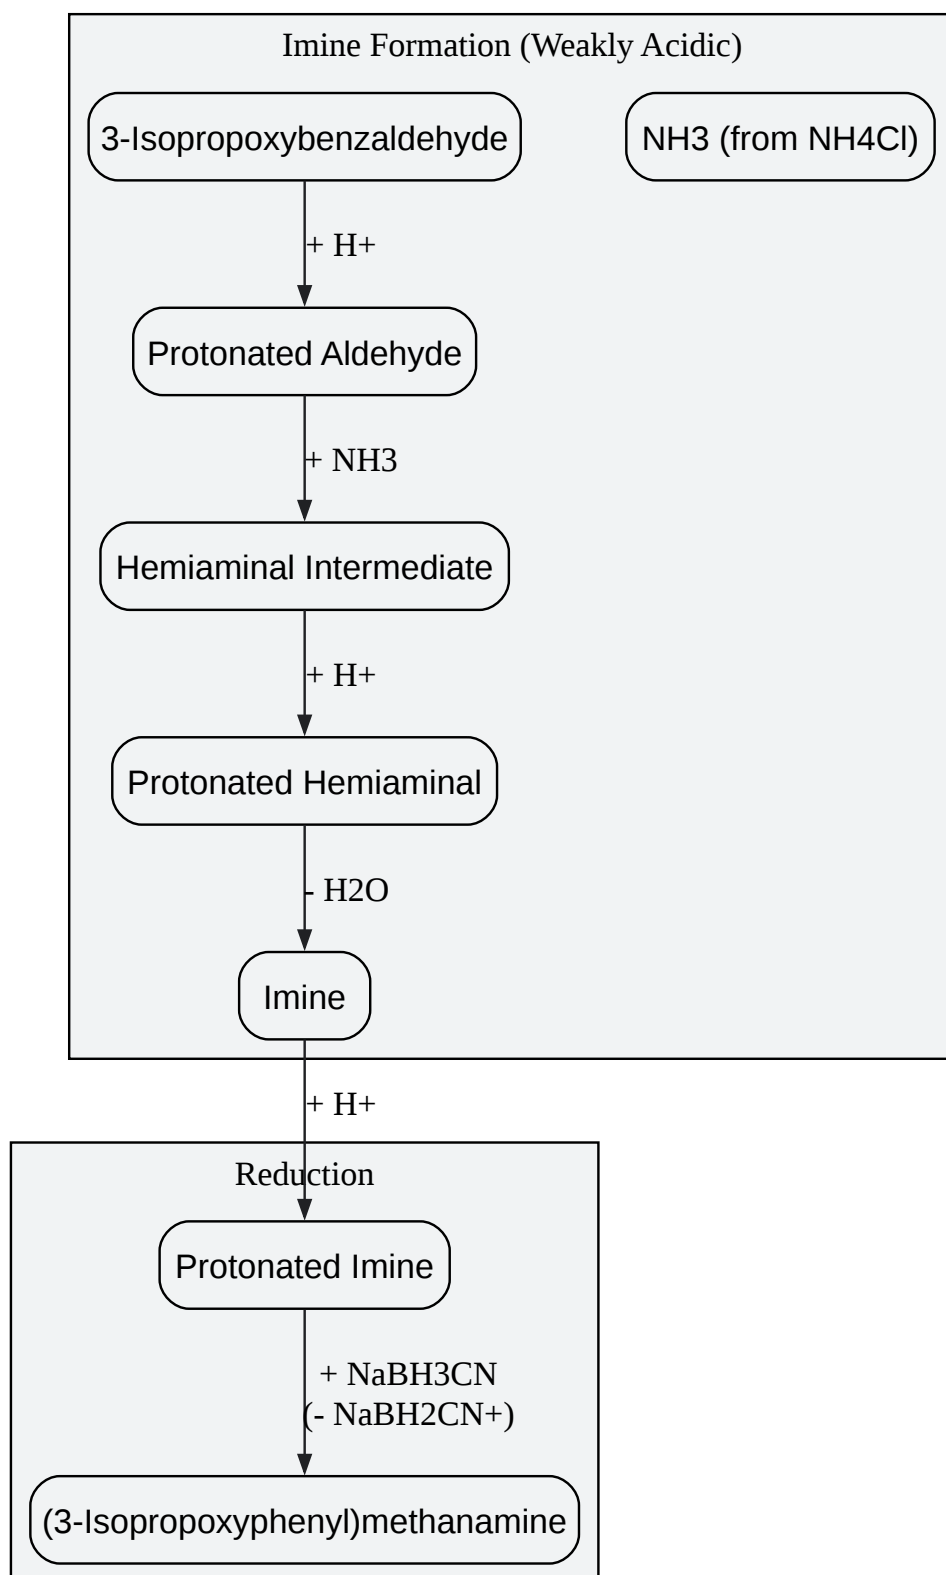 Imine Formation (Weakly Acidic)
3-Isopropoxybenzaldehyde
NH3 (from NH4Cl)
+ H+
Protonated Aldehyde
+ NH3
Hemiaminal Intermediate
+ H+
Protonated Hemiaminal
- H2O
Imine
+ H+
Reduction
Protonated Imine
+ NaBH3CN
(- NaBH2CN+)
(3-Isopropoxyphenyl)methanamine